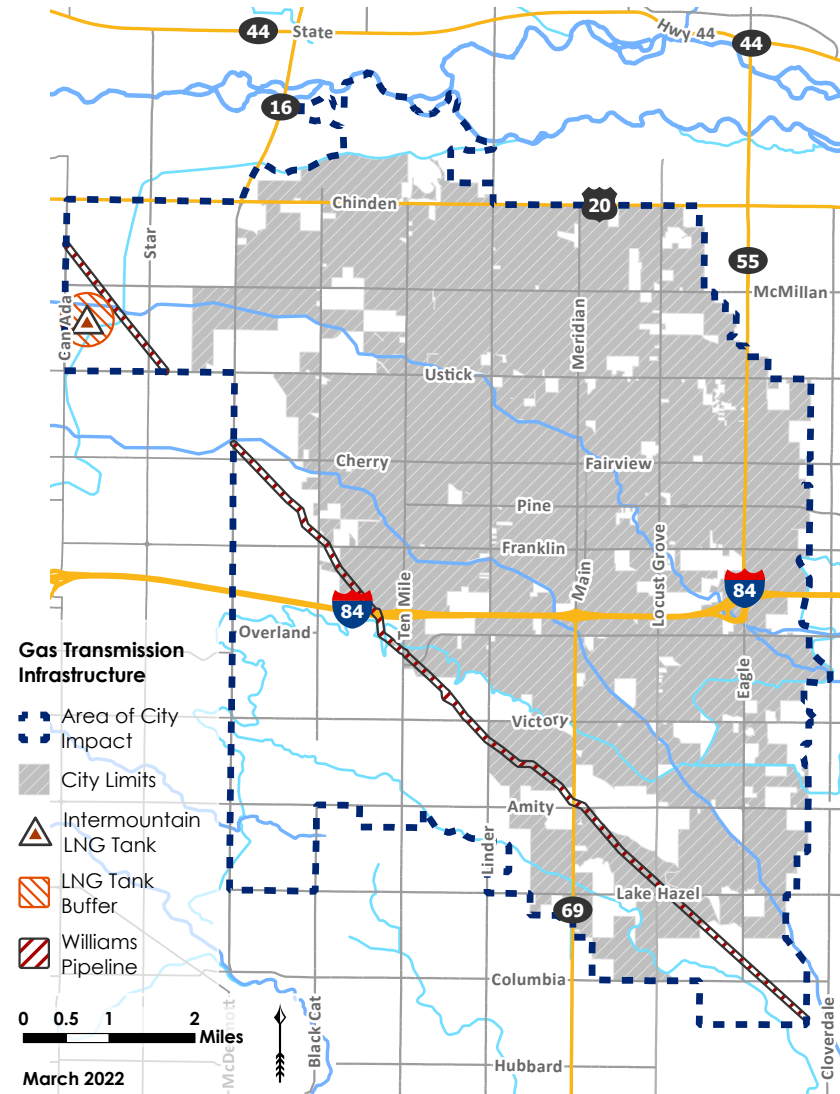 44
State
Hwy 44
44
16
Chinden
20
Star
55
McMillan
Can-Ada
Meridian
Ustick
Cherry
Fairview
Pine
Franklin
Locust Grove
Main
Ten Mile
84
84
Overland
Eagle
Victory
Amity
Linder
Lake Hazel
69
Columbia
Black Cat
McDermott
Cloverdale
Hubbard
Gas Transmission
Infrastructure
Area of City
Impact
City Limits
Intermountain
LNG Tank
LNG Tank
Buffer
Williams
Pipeline
0 0.5 1 2
Miles
March 2022